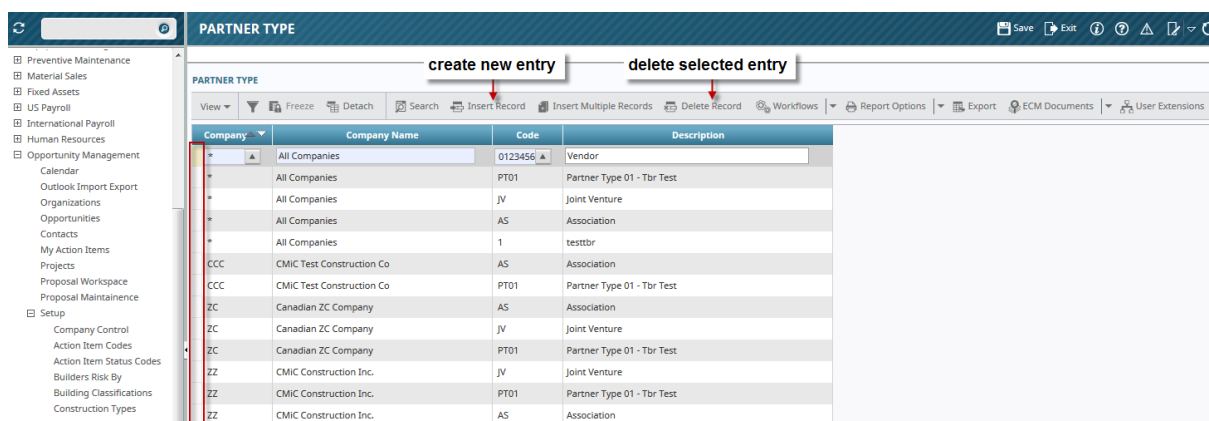 PARTNER TYPE
Save Exit
Preventive Maintenance
Material Sales
Fixed Assets
US Payroll
International Payroll
Human Resources
Opportunity Management
Calendar
Outlook Import Export
Organizations
Opportunities
Contacts
My Action Items
Projects
Proposal Workspace
Proposal Maintainence
Setup
Company Control
Action Item Codes
Action Item Status Codes
Builders Risk By
Building Classifications
Construction Types
create new entry delete selected entry
PARTNER TYPE
View Freeze Detach Search Insert Record Insert Multiple Records Delete Record Workflows Report Options Export ECM Documents User Extensions
Company Company Name Code Description
* All Companies 0123456 Vendor
* All Companies PT01 Partner Type 01 - Tbr Test
* All Companies JV Joint Venture
* All Companies AS Association
* All Companies 1 testtbr
CCC CMiC Test Construction Co AS Association
CCC CMiC Test Construction Co PT01 Partner Type 01 - Tbr Test
ZC Canadian ZC Company AS Association
ZC Canadian ZC Company JV Joint Venture
ZC Canadian ZC Company PT01 Partner Type 01 - Tbr Test
ZZ CMiC Construction Inc. JV Joint Venture
ZZ CMiC Construction Inc. PT01 Partner Type 01 - Tbr Test
ZZ CMiC Construction Inc. AS Association